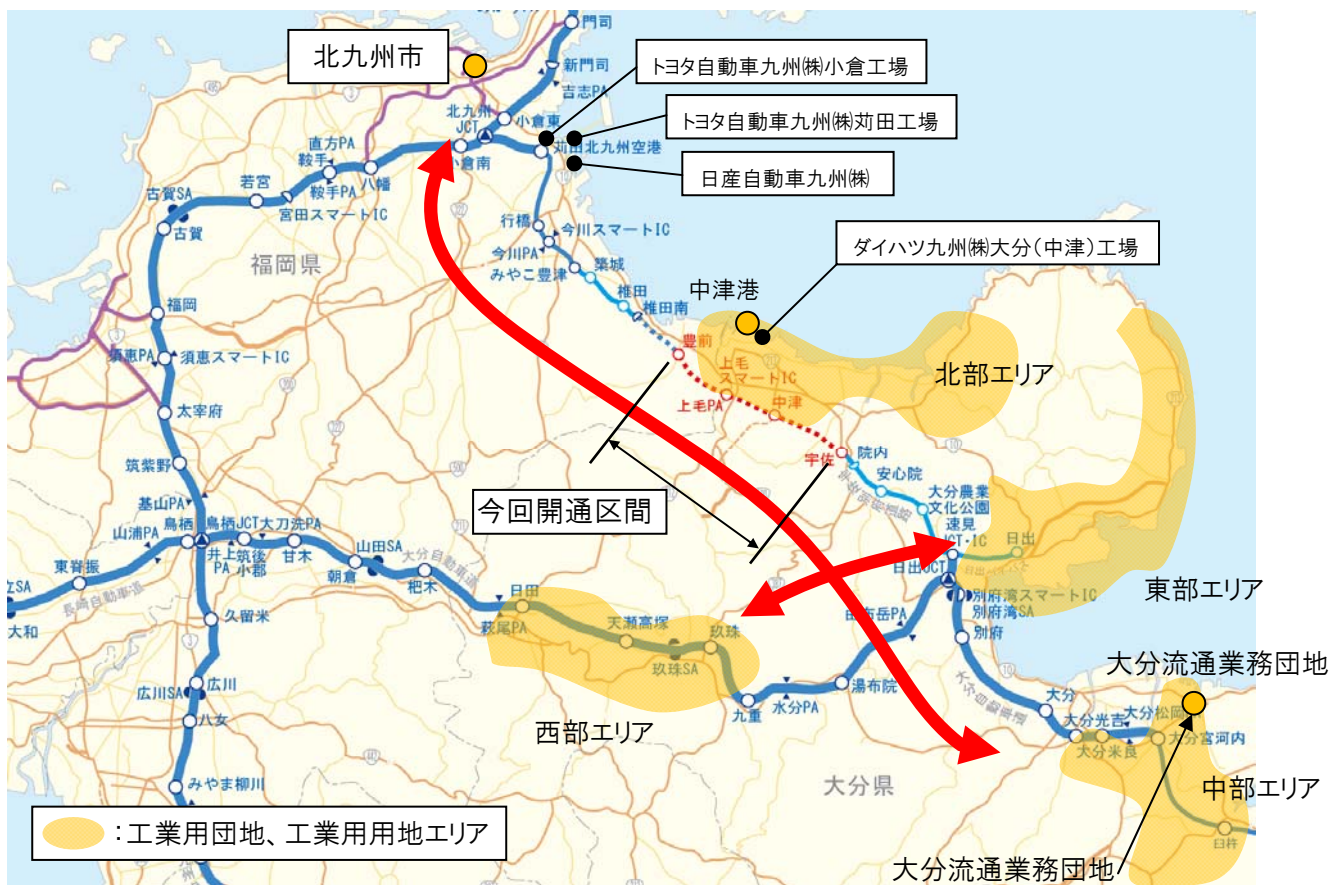 門司
北九州市
新門司
吉志PA
トヨタ自動車九州㈱小倉工場
北九州
JCT
小倉東
トヨタ自動車九州㈱苅田工場
苅田北九州空港
小倉南
日産自動車九州㈱
直方PA
鞍手
鞍手PA
八幡
若宮
宮田スマートIC
古賀SA
古賀
行橋
今川スマートIC
今川PA
みやこ豊津
築城
椎田
椎田南
ダイハツ九州㈱大分(中津)工場
中津港
福岡県
福岡
須恵PA
須恵スマートIC
豊前
上毛
スマートIC
上毛PA
中津
北部エリア
太宰府
宇佐
院内
安心院
大分農業
文化公園
速見
JCT・IC
日出
筑紫野
基山PA
今回開通区間
山浦PA
鳥栖
鳥栖JCT
大刀洗PA
井上
PA
筑後
小郡
甘木
山田SA
朝倉
大分自動車道
杷木
日田
萩尾PA
東脊振
長崎自動車道
大和
久留米
日出JCT
別府湾スマートIC
別府湾SA
由布岳PA
別府
東部エリア
天瀬高塚
玖珠
玖珠SA
大分流通業務団地
広川SA
広川
八女
九重
水分PA
湯布院
大分自動車道
大分
大分光吉
大分松岡
大分米良
大分宮河内
西部エリア
みやま柳川
大分県
中部エリア
臼杵
:工業用団地、工業用用地エリア
大分流通業務団地